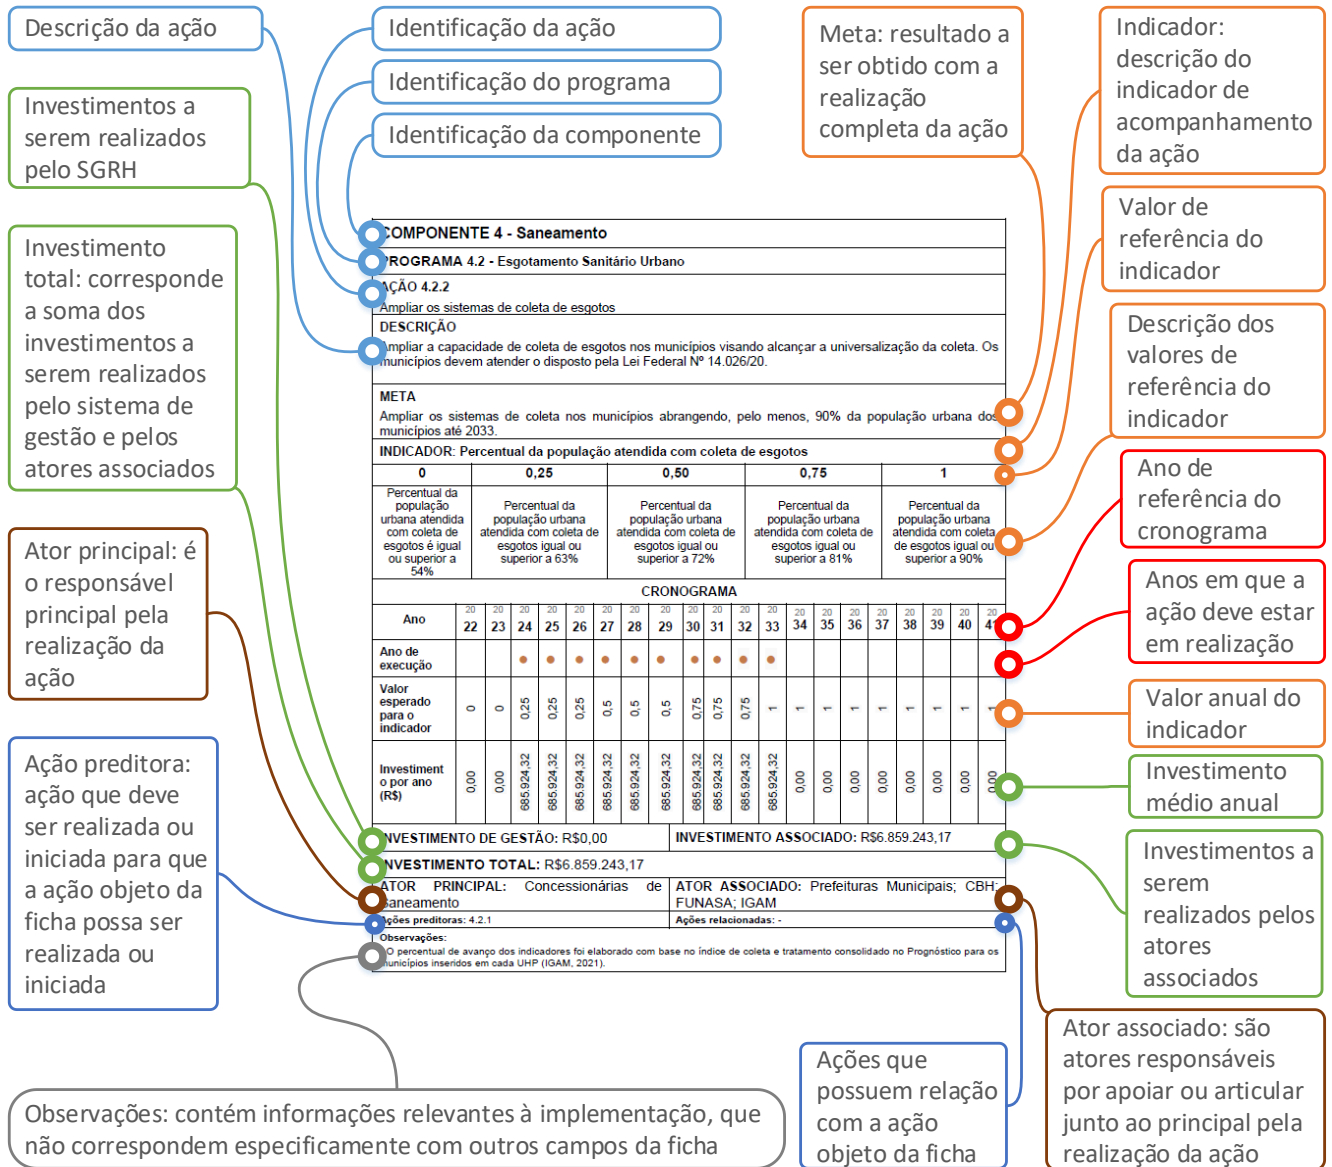 Descrição da ação
Identificação da ação
Identificação do programa
Identificação da componente
Meta: resultado a
ser obtido com a
realização
completa da ação
Indicador:
descrição do
indicador de
acompanhamento
da ação
Investimentos a
serem realizados
pelo SGRH
Valor de
referência do
indicador
Investimento
total: corresponde
a soma dos
investimentos a
serem realizados
pelo sistema de
gestão e pelos
atores associados
Descrição dos
valores de
referência do
indicador
Ano de
referência do
cronograma
Ator principal: é
o responsável
principal pela
realização da
ação
Anos em que a
ação deve estar
em realização
Valor anual do
indicador
Ação preditora:
ação que deve
ser realizada ou
iniciada para que
a ação objeto da
ficha possa ser
realizada ou
iniciada
Investimento
médio anual
Investimentos a
serem
realizados pelos
atores
associados
COMPONENTE 4 - Saneamento
PROGRAMA 4.2 - Esgotamento Sanitário Urbano
AÇÃO 4.2.2
Ampliar os sistemas de coleta de esgotos
DESCRIÇÃO
Ampliar a capacidade de coleta de esgotos nos municípios visando alcançar a universalização da coleta. Os
municípios devem atender o disposto pela Lei Federal Nº 14.026/20.
META
Ampliar os sistemas de coleta nos municípios abrangendo, pelo menos, 90% da população urbana dos
municípios até 2033.
INDICADOR: Percentual da população atendida com coleta de esgotos
0 0,25 0,50 0,75 1
Percentual da
população
urbana atendida
com coleta de
esgotos é igual
ou superior a
54%
Percentual da
população urbana
atendida com coleta de
esgotos igual ou
superior a 63%
Percentual da
população urbana
atendida com coleta de
esgotos igual ou
superior a 72%
Percentual da
população urbana
atendida com coleta de
esgotos igual ou
superior a 81%
Percentual da
população urbana
atendida com coleta
de esgotos igual ou
superior a 90%
CRONOGRAMA
Ano 2022 2023 2024 2025 2026 2027 2028 2029 2030 2031 2032 2033 2034 2035 2036 2037 2038 2039 2040 2041
Ano de
execução
Valor
esperado
para o
indicador
0 0 0,25 0,25 0,25 0,5 0,5 0,5 0,75 0,75 0,75 1 1 1 1 1 1 1 1 1
Investiment
o por ano
(R$)
0,00 0,00 685.924,32 685.924,32 685.924,32 685.924,32 685.924,32 685.924,32 685.924,32 685.924,32 685.924,32 685.924,32 0,00 0,00 0,00 0,00 0,00 0,00 0,00 0,00
INVESTIMENTO DE GESTÃO: R$0,00
INVESTIMENTO ASSOCIADO: R$6.859.243,17
INVESTIMENTO TOTAL: R$6.859.243,17
ATOR PRINCIPAL: Concessionárias de
Saneamento
ATOR ASSOCIADO: Prefeituras Municipais; CBH;
FUNASA; IGAM
Ações preditoras: 4.2.1
Ações relacionadas: -
Observações:
O percentual de avanço dos indicadores foi elaborado com base no índice de coleta e tratamento consolidado no Prognóstico para os
municípios inseridos em cada UHP (IGAM, 2021).
Observações: contém informações relevantes à implementação, que
não correspondem especificamente com outros campos da ficha
Ações que
possuem relação
com a ação
objeto da ficha
Ator associado: são
atores responsáveis
por apoiar ou articular
junto ao principal pela
realização da ação